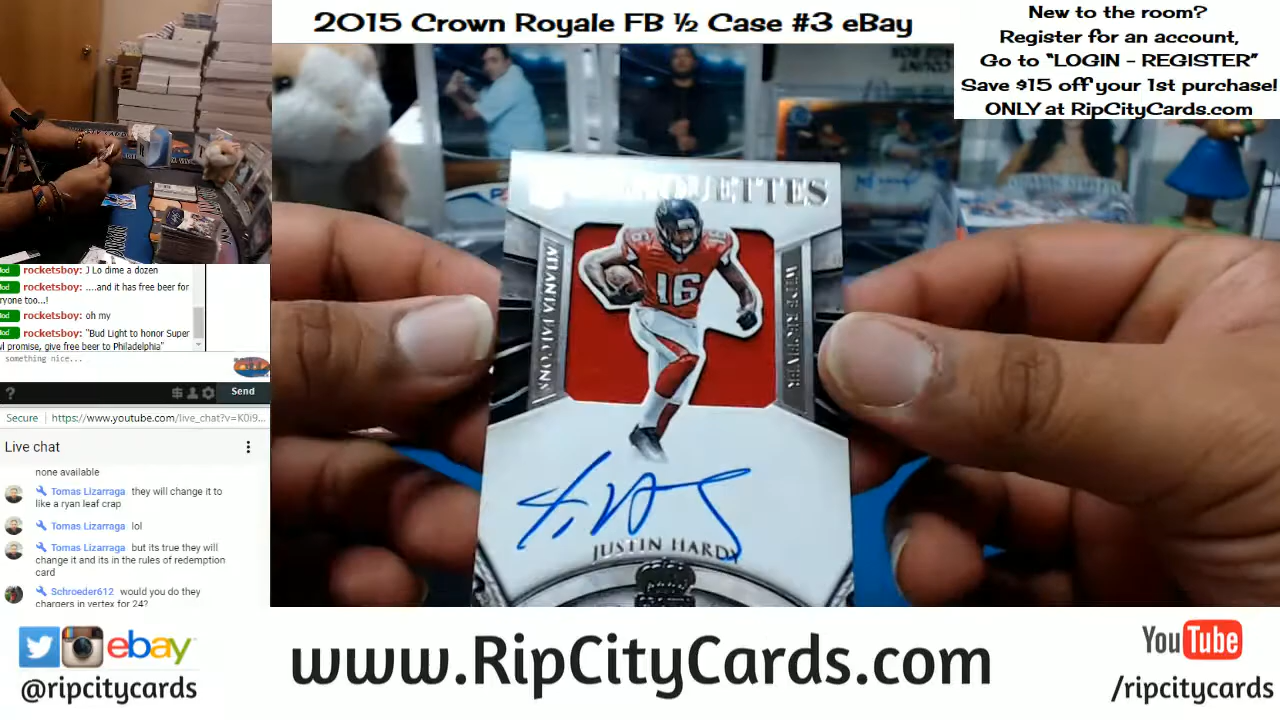 2015 Crown Royale FB ½ Case #3 eBay
New to the room?
Register for an account,
Go to “LOGIN - REGISTER”
Save $15 off your 1st purchase!
ONLY at RipCityCards.com
rocketsboy: J Lo dime a dozen
rocketsboy: ....and it has free beer for
ryone too...!
rocketsboy: oh my
rocketsboy: "Bud Light to honor Super
promise, give free beer to Philadelphia"
something nice...
?
Send
Secure | https://www.youtube.com/live_chat?v=K0i9...
Live chat
none available
Tomas Lizarraga they will change it to
like a ryan leaf crap
Tomas Lizarraga lol
Tomas Lizarraga but its true they will
change it and its in the rules of redemption
card
Schroeder612 would you do they
chargers in vertex for 24?
OUETTES
ATLANTA FALCONS
WIDE RECEIVER
16
16
16
JUSTIN HARDY
ebay
@ripcitycards
www.RipCityCards.com
YouTube
/ripcitycards